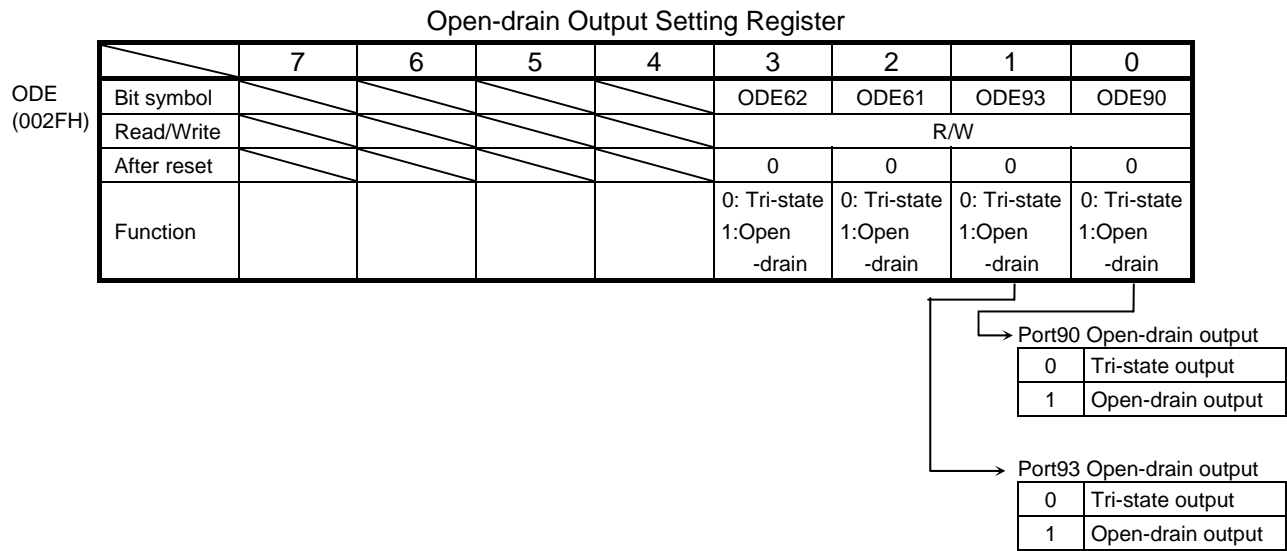 Open-drain Output Setting Register
7 6 5 4 3 2 1 0
ODE
(002FH)
Bit symbol ODE62 ODE61 ODE93 ODE90
Read/Write R/W
After reset 0 0 0 0
Function
0: Tri-state 0: Tri-state 0: Tri-state 0: Tri-state
1:Open 1:Open 1:Open 1:Open
-drain -drain -drain -drain
Port90 Open-drain output
0 Tri-state output
1 Open-drain output
Port93 Open-drain output
0 Tri-state output
1 Open-drain output